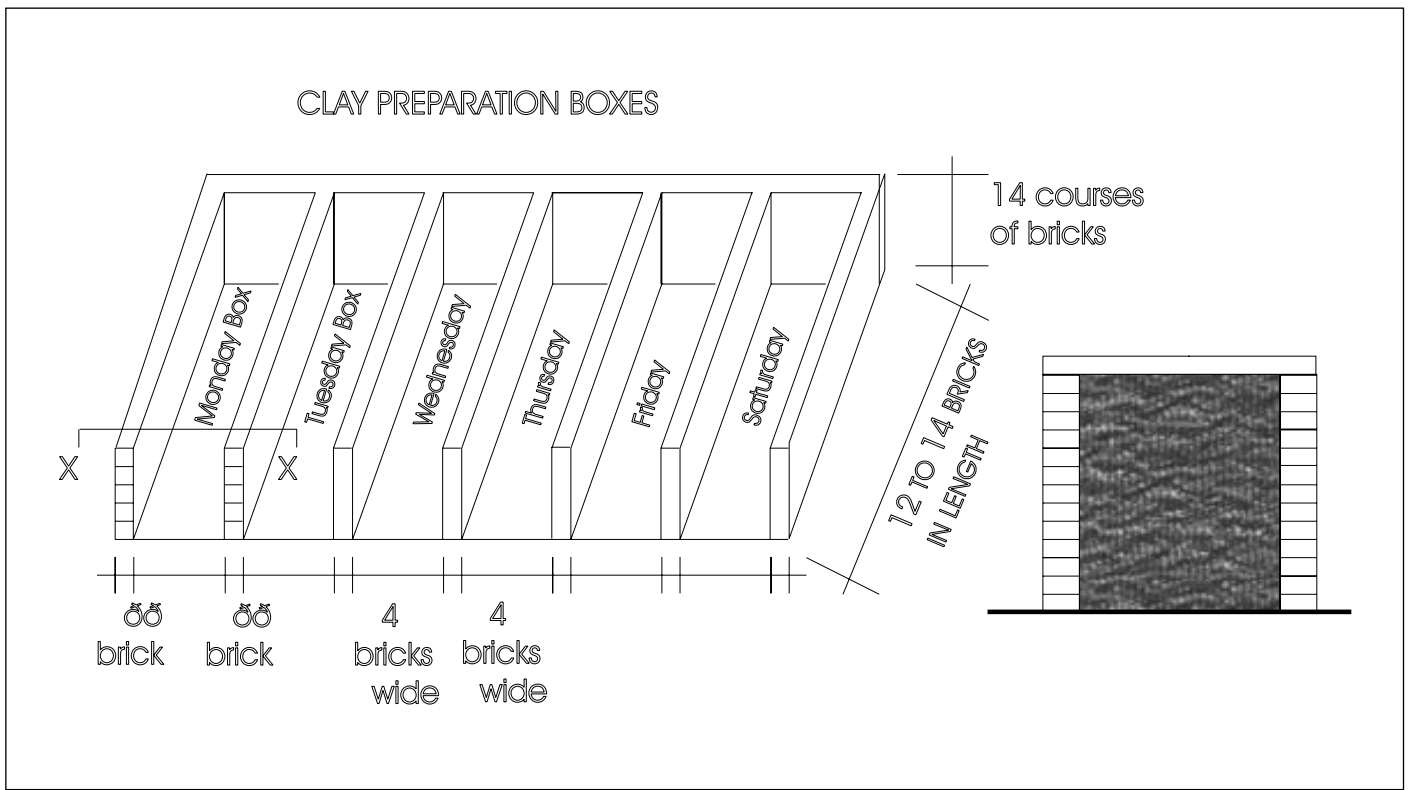 CLAY PREPARATION BOXES
14 courses
of bricks
Monday Box
Tuesday Box
Wednesday
Thursday
Friday
Saturday
12 TO 14 BRICKS
IN LENGTH
X
X
brick
brick
4
bricks
wide
4
bricks
wide